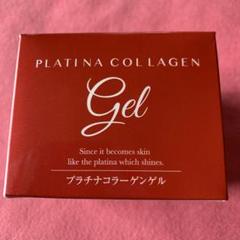 PLATINA COLLAGEN
Gel
Since it becomes skin
like the platina which shines.
プラチナコラーゲンゲル